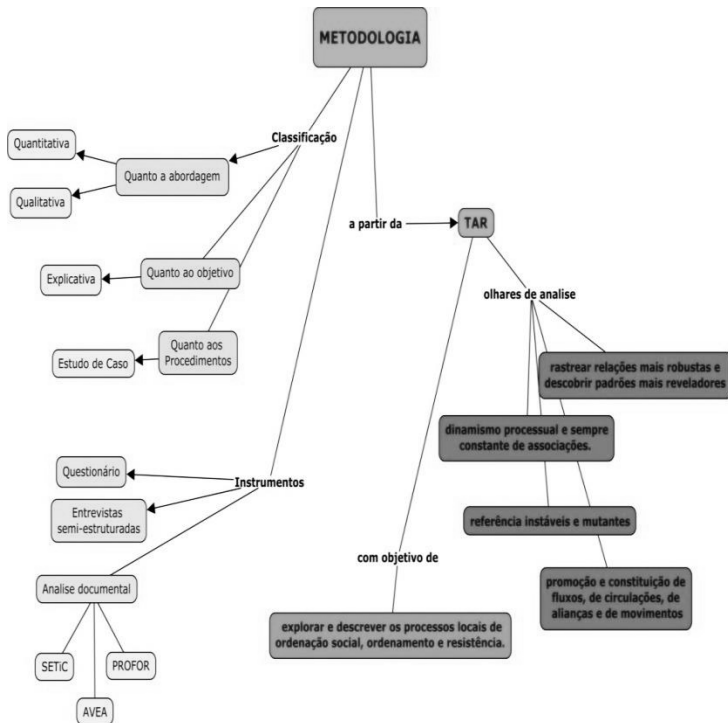 METODOLOGIA
Classificação
Quantitativa
Quanto a abordagem
Qualitativa
a partir da
TAR
Explicativa
Quanto ao objetivo
olhares de analise
Estudo de Caso
Quanto aos
Procedimentos
rastrear relações mais robustas e
descobrir padrões mais reveladores
dinamismo processual e sempre
constante de associações.
Questionário
Instrumentos
Entrevistas
semi-estruturadas
referência instáveis e mutantes
com objetivo de
Analise documental
promoção e constituição de
fluxos, de circulações, de
alianças e de movimentos
explorar e descrever os processos locais de
ordenação social, ordenamento e resistência.
SETiC
PROFOR
AVEA